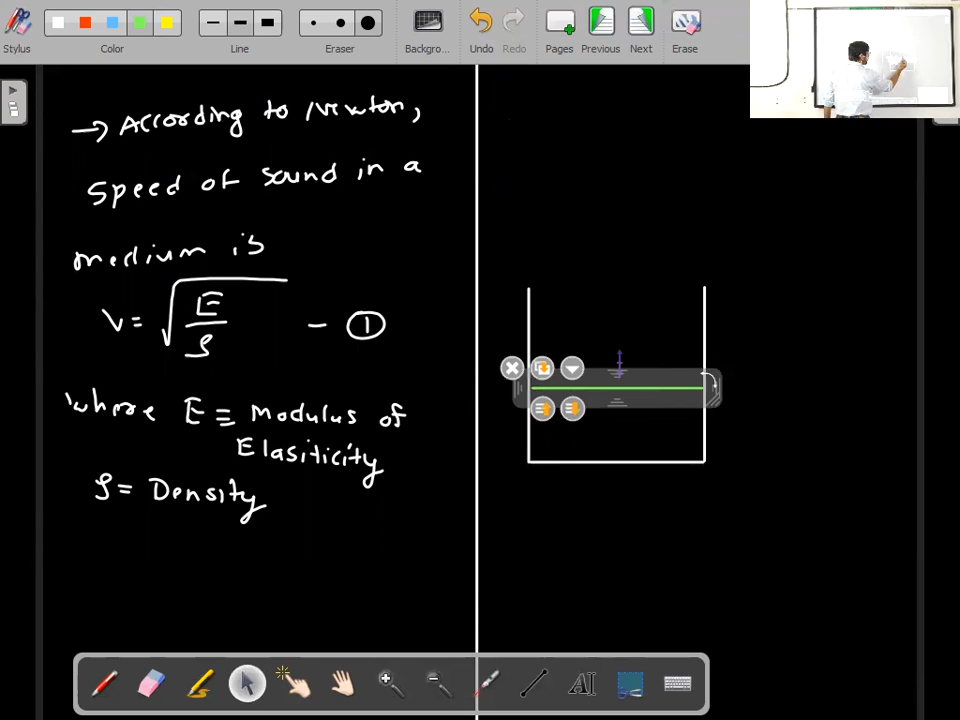 Stylus
Color
Line
Eraser
Backgro...
Undo
Redo
Pages
Previous
Next
Erase
→ According to Newton,
Speed of sound in a
medium is
V = √E/ρ - ①
where E ≡ Modulus of
Elasiticity
ρ = Density